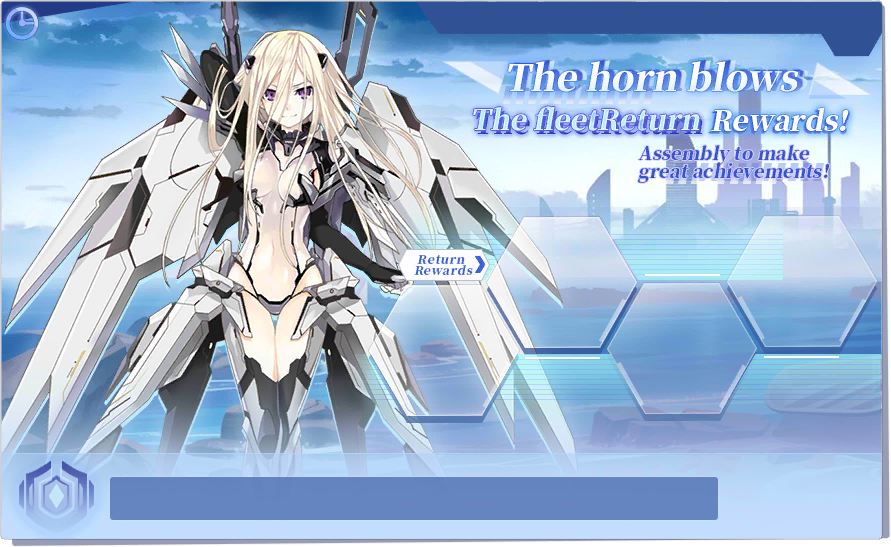 The horn blows
The fleetReturn Rewards!
Assembly to make
great achievements!
Return
Rewards